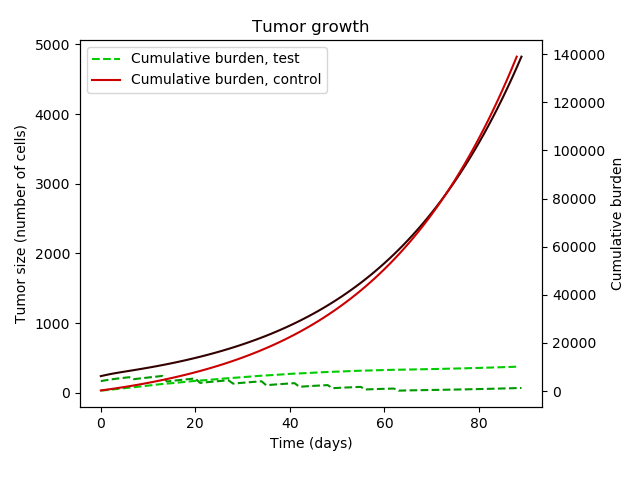 Tumor growth
Cumulative burden, test
Cumulative burden, control
5000
4000
3000
2000
1000
0
Tumor size (number of cells)
140000
120000
100000
80000
60000
40000
20000
0
Cumulative burden
0 20 40 60 80
Time (days)